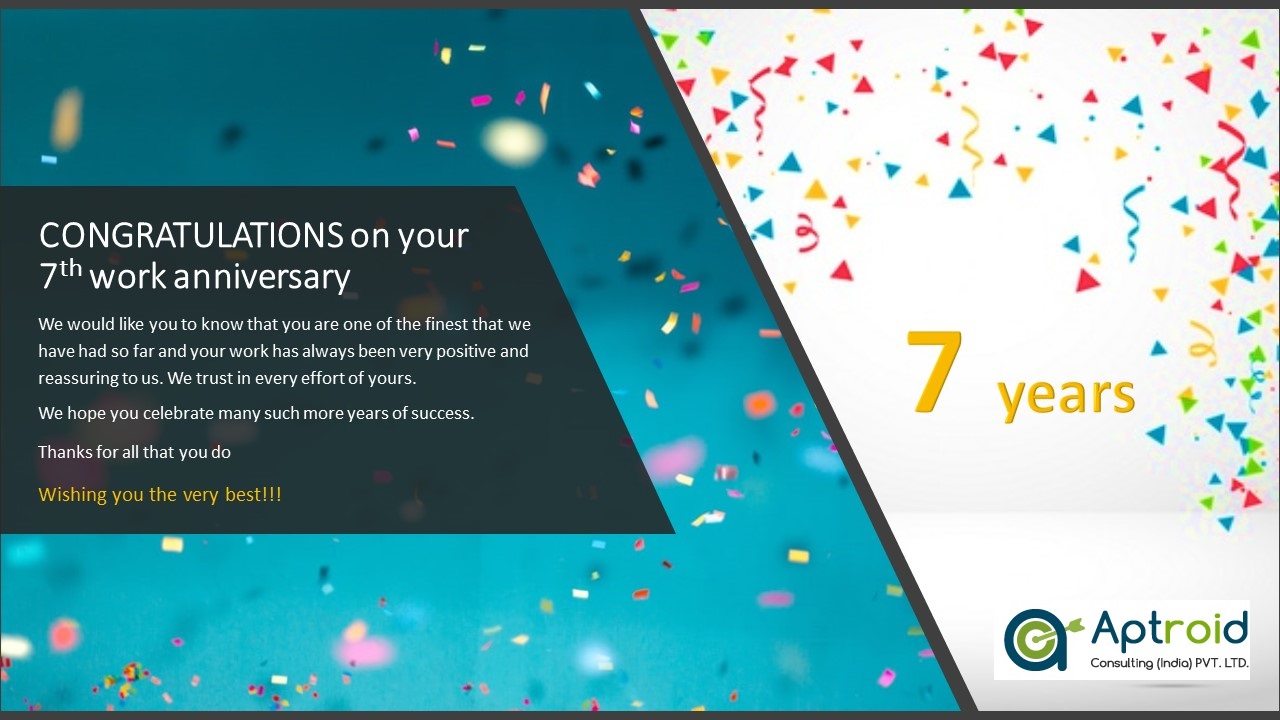 CONGRATULATIONS on your
7th work anniversary
We would like you to know that you are one of the finest that we
have had so far and your work has always been very positive and
reassuring to us. We trust in every effort of yours.
We hope you celebrate many such more years of success.
Thanks for all that you do
Wishing you the very best!!!
7 years
Aptroid
Consulting (India) PVT. LTD.